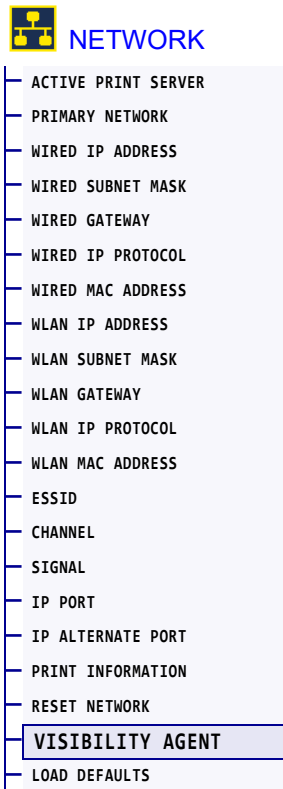 NETWORK
ACTIVE PRINT SERVER
PRIMARY NETWORK
WIRED IP ADDRESS
WIRED SUBNET MASK
WIRED GATEWAY
WIRED IP PROTOCOL
WIRED MAC ADDRESS
WLAN IP ADDRESS
WLAN SUBNET MASK
WLAN GATEWAY
WLAN IP PROTOCOL
WLAN MAC ADDRESS
ESSID
CHANNEL
SIGNAL
IP PORT
IP ALTERNATE PORT
PRINT INFORMATION
RESET NETWORK
VISIBILITY AGENT
LOAD DEFAULTS